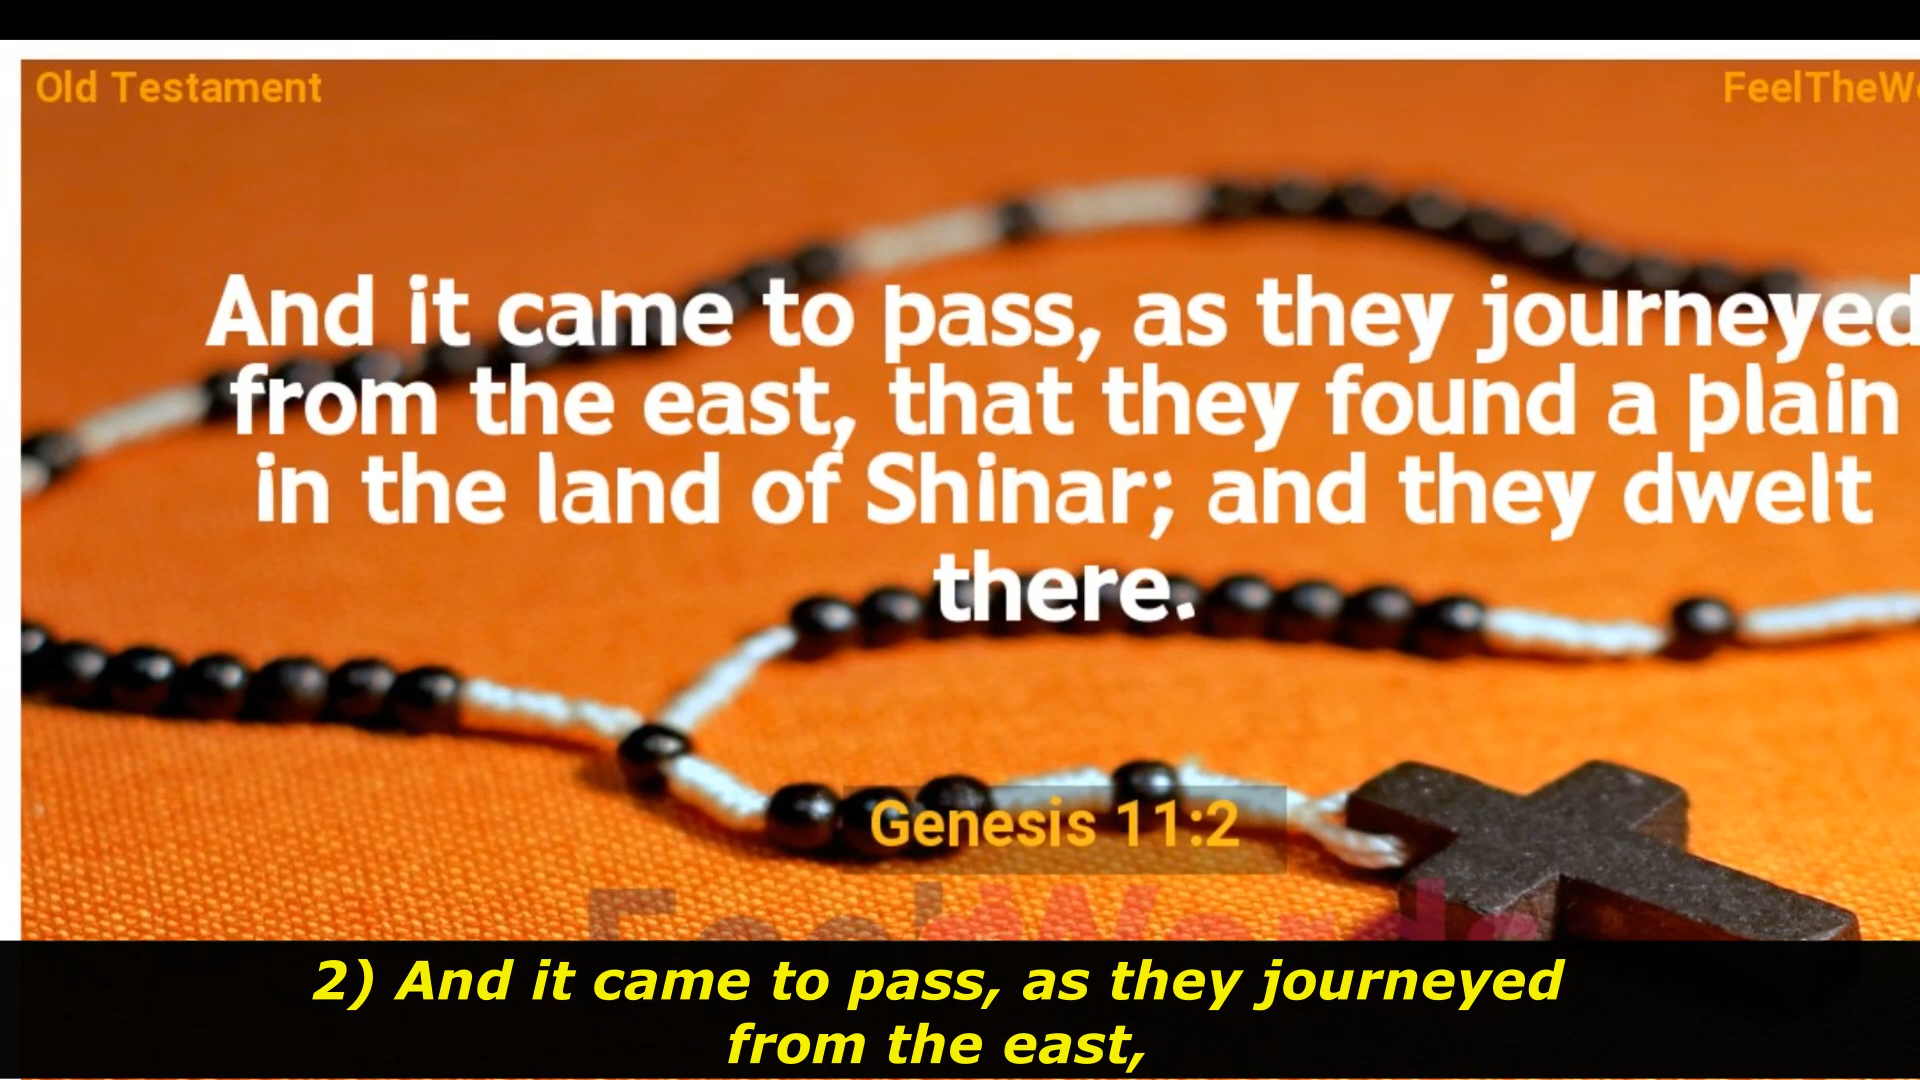 Old Testament
FeelTheWo
And it came to pass, as they journeyed
from the east, that they found a plain
in the land of Shinar; and they dwelt
there.
Genesis 11:2
FeelWords
2) And it came to pass, as they journeyed
from the east,